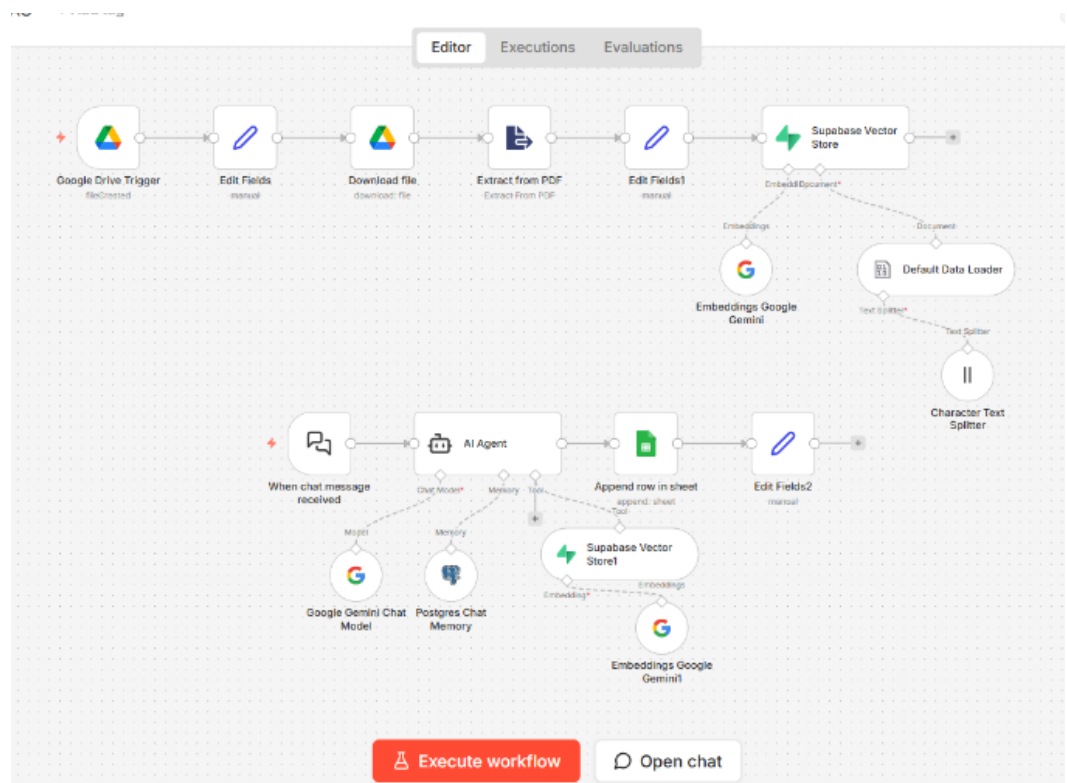 Editor Executions Evaluations
Google Drive Trigger
fileCreated
Edit Fields
manual
Download file
download: file
Extract from PDF
Extract From PDF
Edit Fields1
manual
Supabase Vector
Store
Document*
Embeddings
Document
Embeddings Google
Gemini
Default Data Loader
Text Splitter*
Text Splitter
Character Text
Splitter
When chat message
received
AI Agent
Chat Model*
Memory
Tool
Append row in sheet
append: sheet
Edit Fields2
manual
Model
Memory
Tool
Google Gemini Chat
Model
Postgres Chat
Memory
Supabase Vector
Store1
Embedding*
Embeddings
Embeddings Google
Gemini1
Execute workflow
Open chat